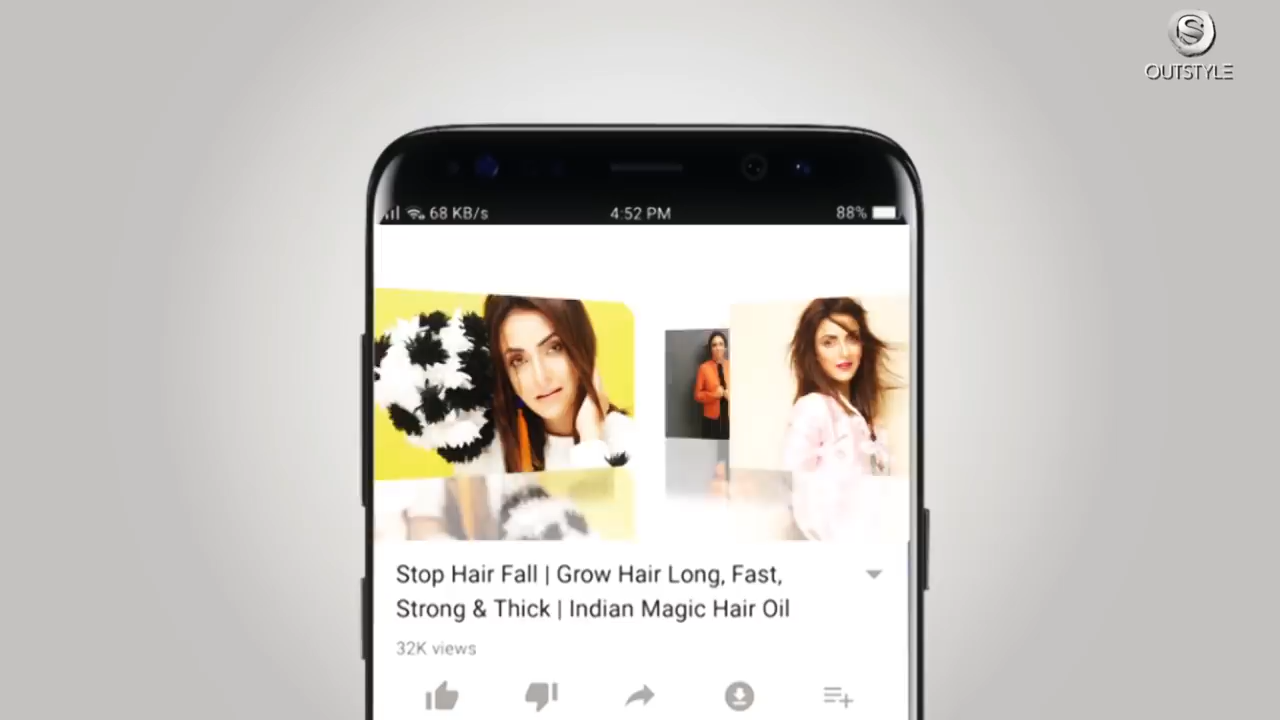 OUTSTYLE
68 KB/s 4:52 PM 88%
Stop Hair Fall | Grow Hair Long, Fast,
Strong & Thick | Indian Magic Hair Oil
32K views